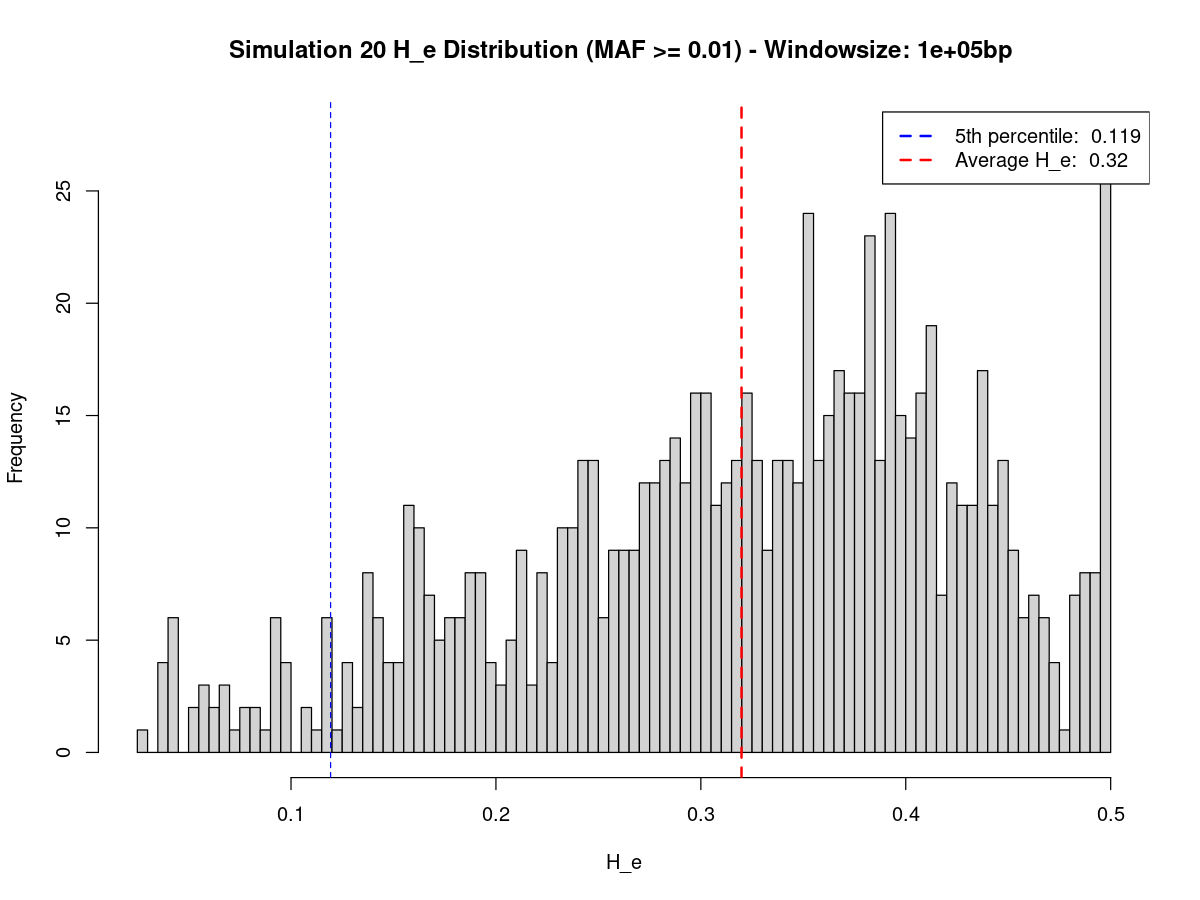 Simulation 20 H_e Distribution (MAF >= 0.01) - Windowsize: 1e+05bp
5th percentile:  0.119
Average H_e:  0.32
Frequency
25
20
15
10
5
0
0.1 0.2 0.3 0.4 0.5
H_e